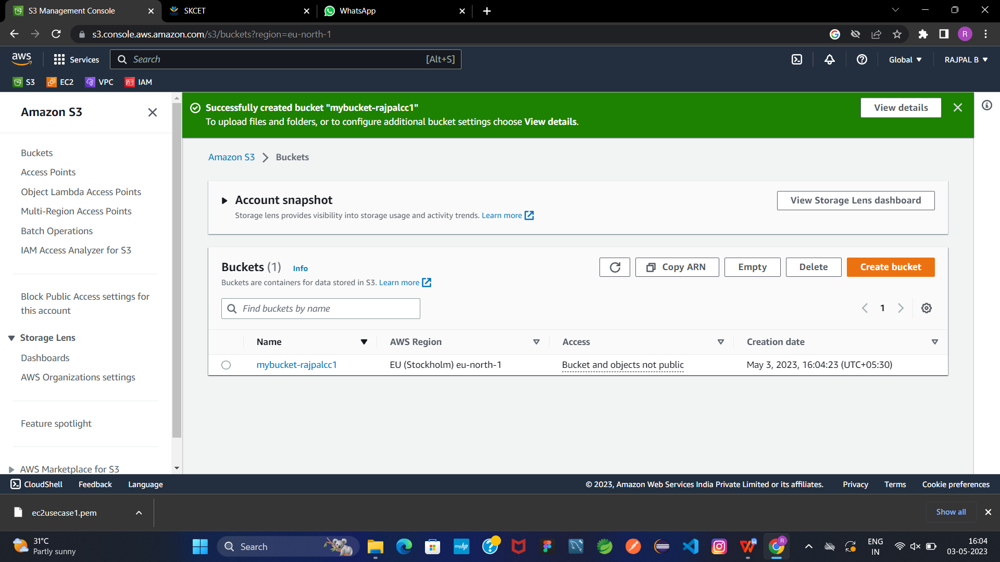 S3 Management Console
SKCET
WhatsApp
s3.console.aws.amazon.com/s3/buckets?region=eu-north-1
R
aws
Services
Search
[Alt+S]
Global
RAJPAL B
S3
EC2
VPC
IAM
Amazon S3
Buckets
Access Points
Object Lambda Access Points
Multi-Region Access Points
Batch Operations
IAM Access Analyzer for S3
Block Public Access settings for
this account
Storage Lens
Dashboards
AWS Organizations settings
Feature spotlight
AWS Marketplace for S3
Successfully created bucket "mybucket-rajpalcc1"
To upload files and folders, or to configure additional bucket settings choose View details.
View details
Amazon S3 > Buckets
Account snapshot
Storage lens provides visibility into storage usage and activity trends. Learn more
View Storage Lens dashboard
Buckets (1) Info
Buckets are containers for data stored in S3. Learn more
Copy ARN
Empty
Delete
Create bucket
Find buckets by name
1
Name
AWS Region
Access
Creation date
mybucket-rajpalcc1
EU (Stockholm) eu-north-1
Bucket and objects not public
May 3, 2023, 16:04:23 (UTC+05:30)
CloudShell
Feedback
Language
© 2023, Amazon Web Services India Private Limited or its affiliates.
Privacy
Terms
Cookie preferences
ec2usecase1.pem
Show all
31°C
Partly sunny
Search
myhp
R
ENG
IN
16:04
03-05-2023